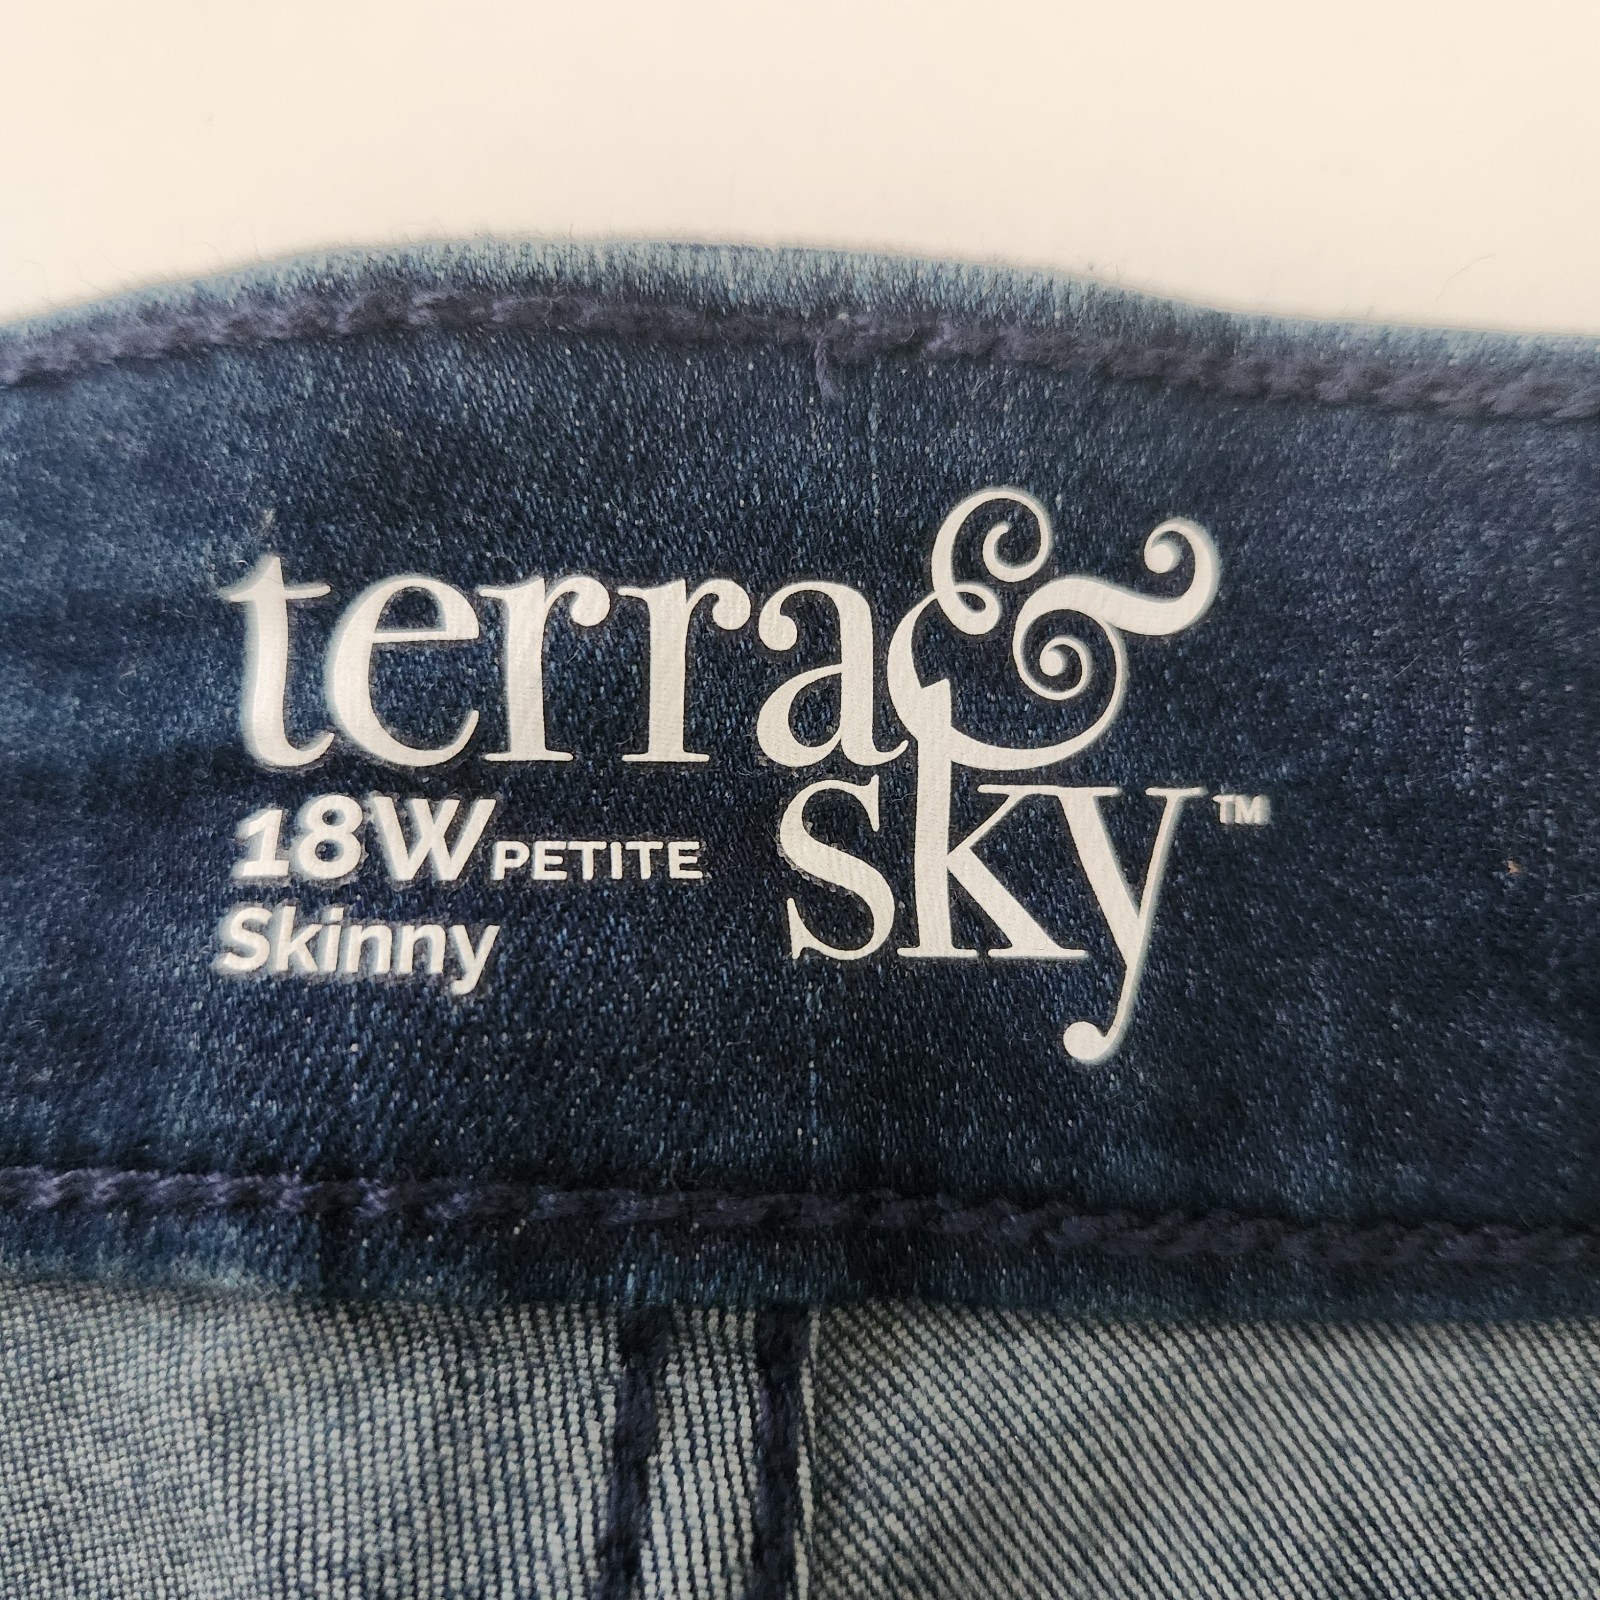 terra &
sky™
18W PETITE
Skinny